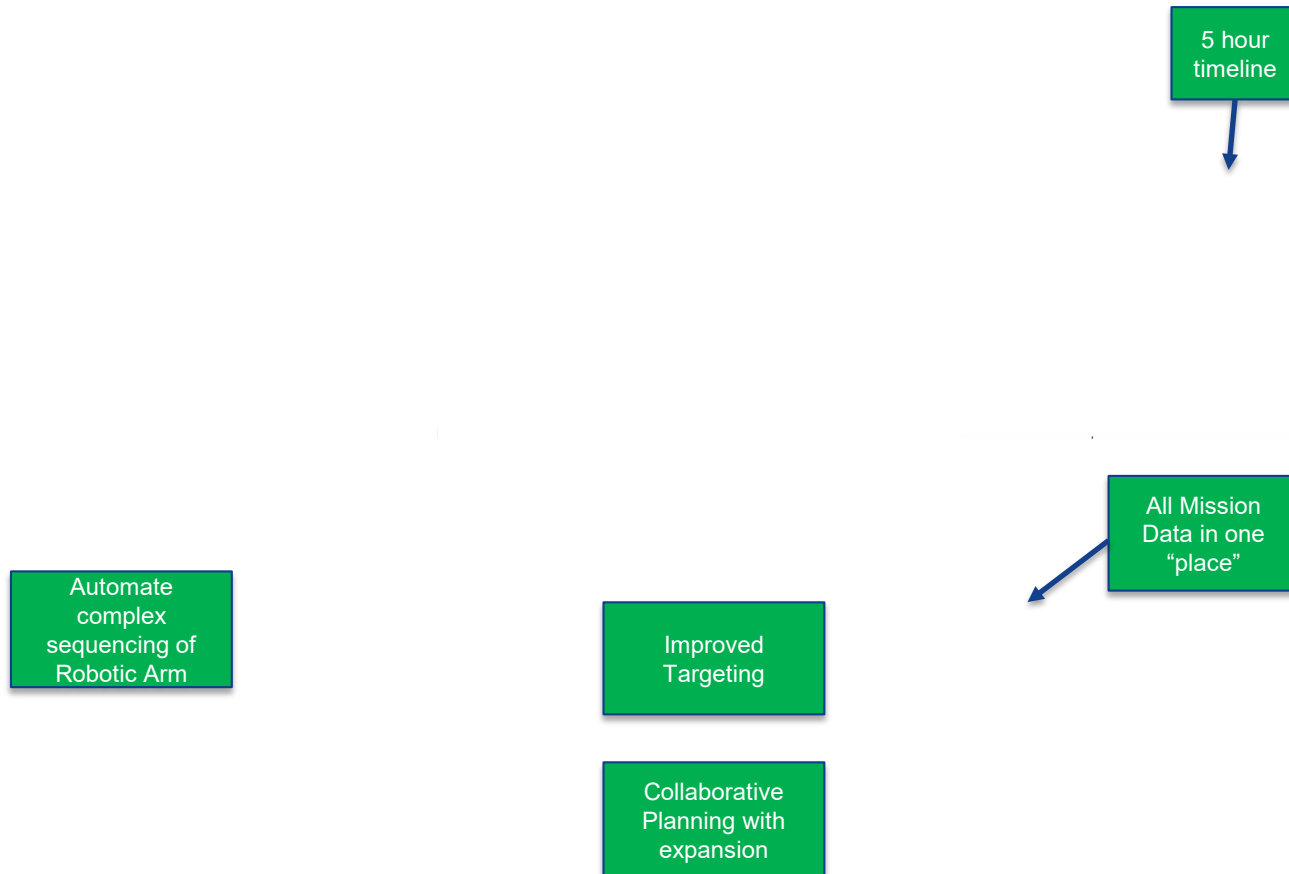 5 hour
timeline
All Mission
Data in one
“place”
Automate
complex
sequencing of
Robotic Arm
Improved
Targeting
Collaborative
Planning with
expansion